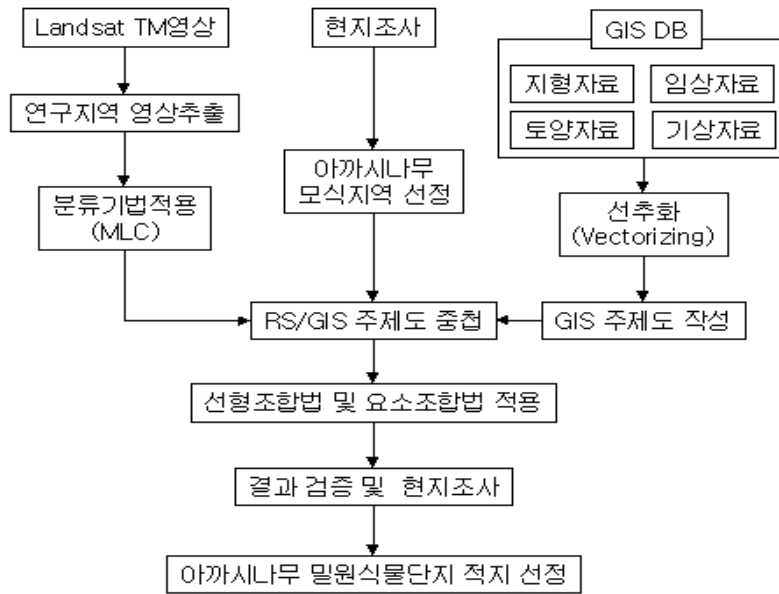 Landsat TM영상
현지조사
GIS DB
지형자료
임상자료
토양자료
기상자료
연구지역 영상추출
아까시나무
모식지역 선정
분류기법적용
(MLC)
선추화
(Vectorizing)
RS/GIS 주제도 중첩
GIS 주제도 작성
선형조합법 및 요소조합법 적용
결과 검증 및 현지조사
아까시나무 밀원식물단지 적지 선정